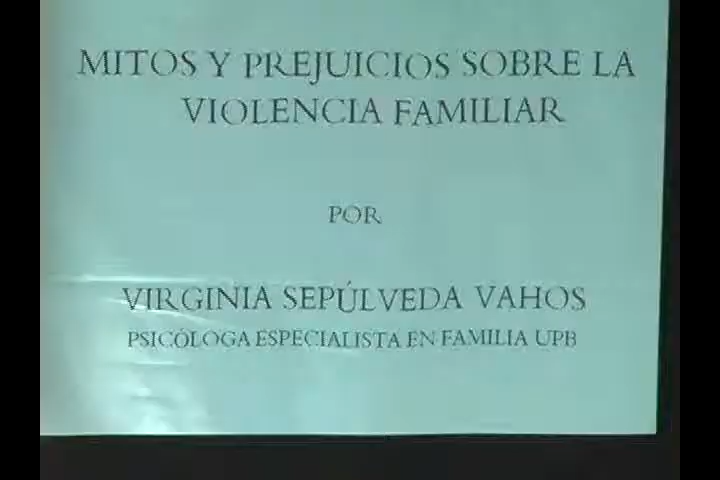 MITOS Y PREJUICIOS SOBRE LA
VIOLENCIA FAMILIAR
POR
VIRGINIA SEPÚLVEDA VAHOS
PSICÓLOGA ESPECIALISTA EN FAMILIA UPB